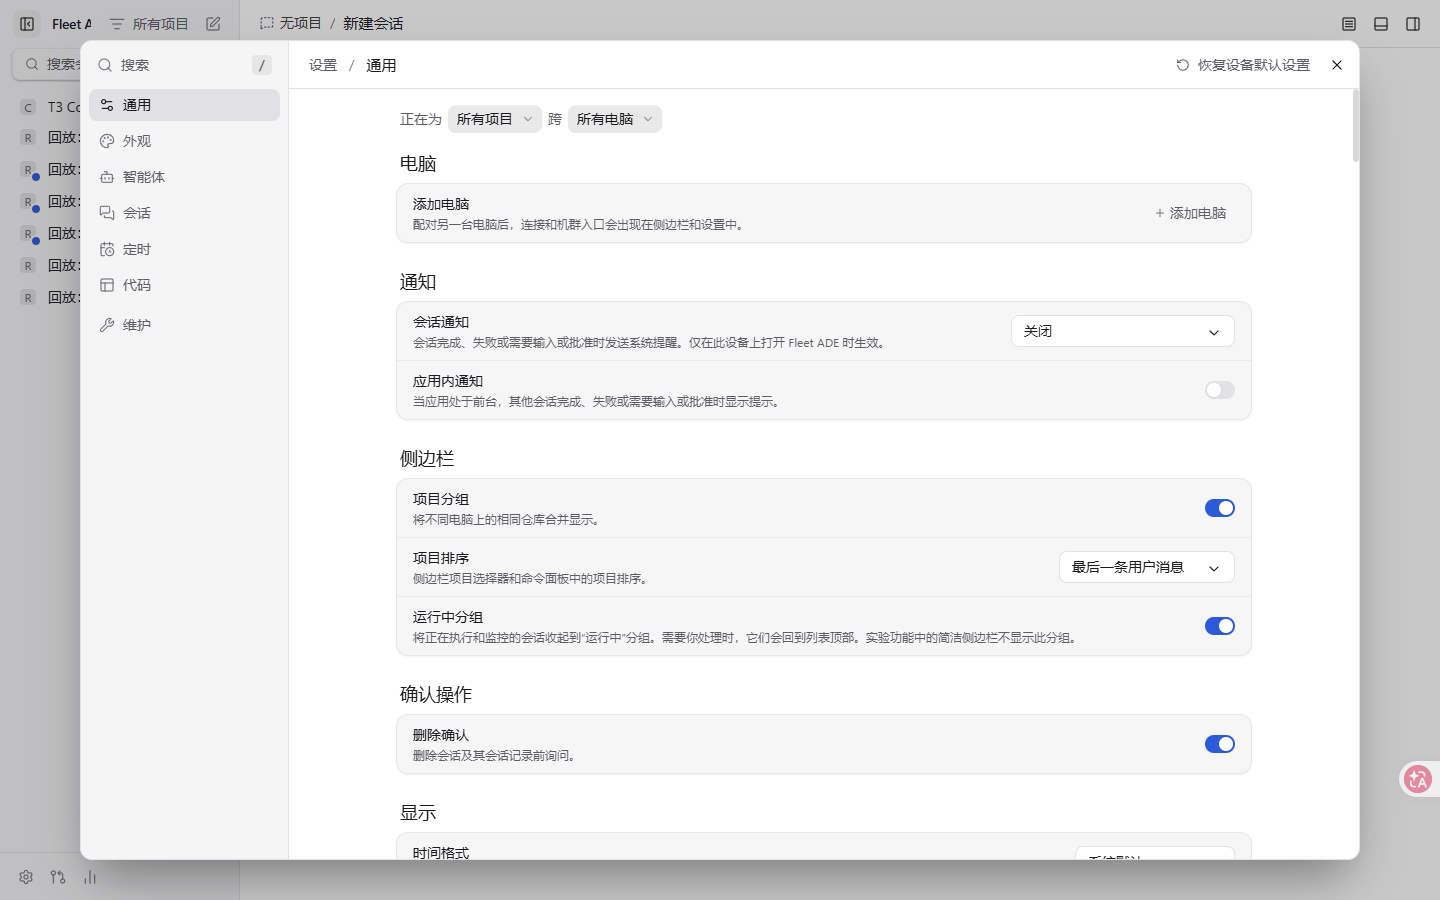 Fleet A
所有项目
无项目 / 新建会话
搜索
C T3 Co
R 回放:
R 回放:
R 回放:
R 回放:
R 回放:
R 回放:
搜索 /
通用
外观
智能体
会话
定时
代码
维护
设置 / 通用
恢复设备默认设置
正在为 所有项目 跨 所有电脑
电脑
添加电脑
配对另一台电脑后，连接和机群入口会出现在侧边栏和设置中。
+ 添加电脑
通知
会话通知
会话完成、失败或需要输入或批准时发送系统提醒。仅在此设备上打开 Fleet ADE 时生效。
关闭
应用内通知
当应用处于前台，其他会话完成、失败或需要输入或批准时显示提示。
侧边栏
项目分组
将不同电脑上的相同仓库合并显示。
项目排序
侧边栏项目选择器和命令面板中的项目排序。
最后一条用户消息
运行中分组
将正在执行和监控的会话收起到“运行中”分组。需要你处理时，它们会回到列表顶部。实验功能中的简洁侧边栏不显示此分组。
确认操作
删除确认
删除会话及其会话记录前询问。
显示
时间格式
系统默认